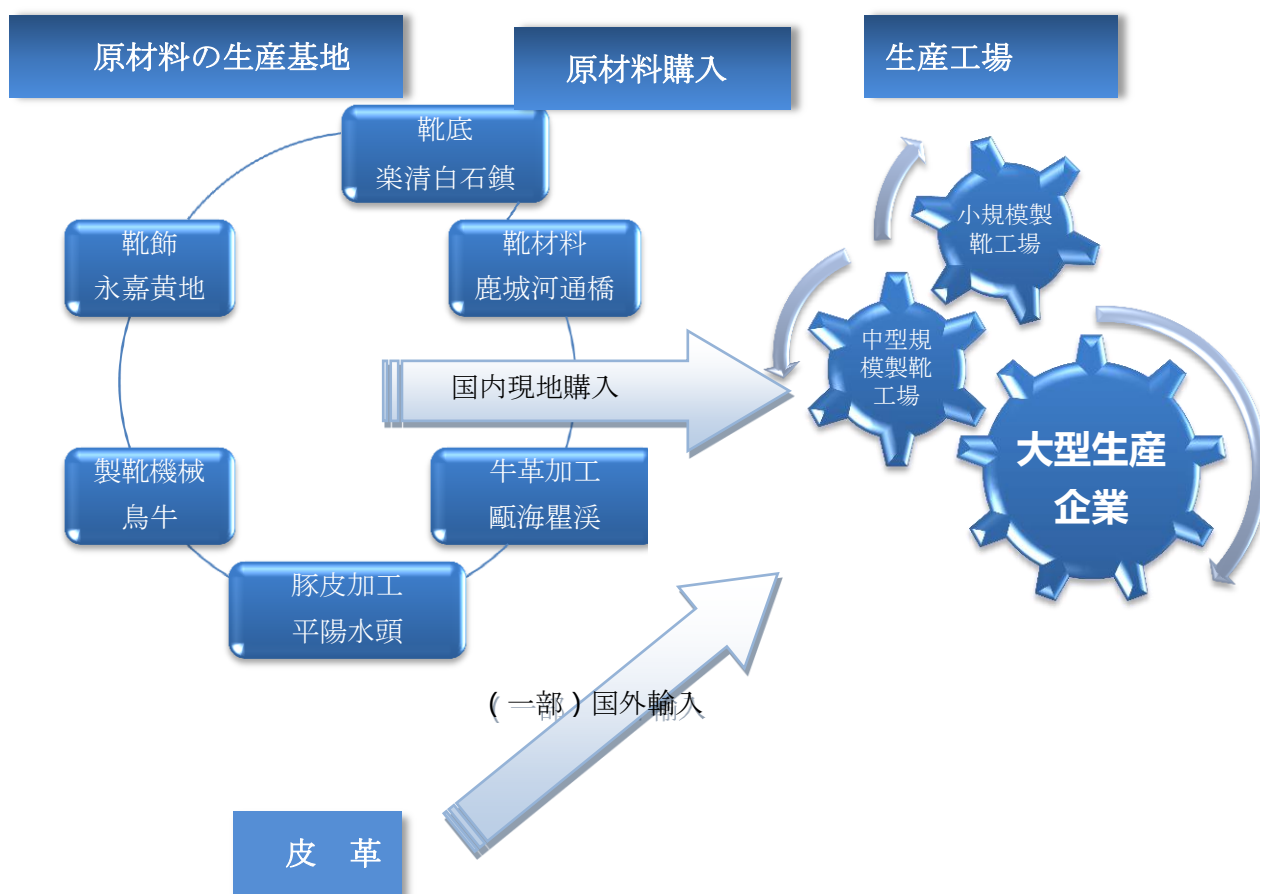 原材料の生産基地
原材料購入
生産工場
靴底
楽清白石鎮
靴飾
永嘉黄地
靴材料
鹿城河通橋
小規模製
靴工場
中型規
模製靴
工場
国内現地購入
大型生産
企業
製靴機械
鳥牛
牛革加工
甌海瞿渓
豚皮加工
平陽水頭
(一部)国外輸入
皮　革